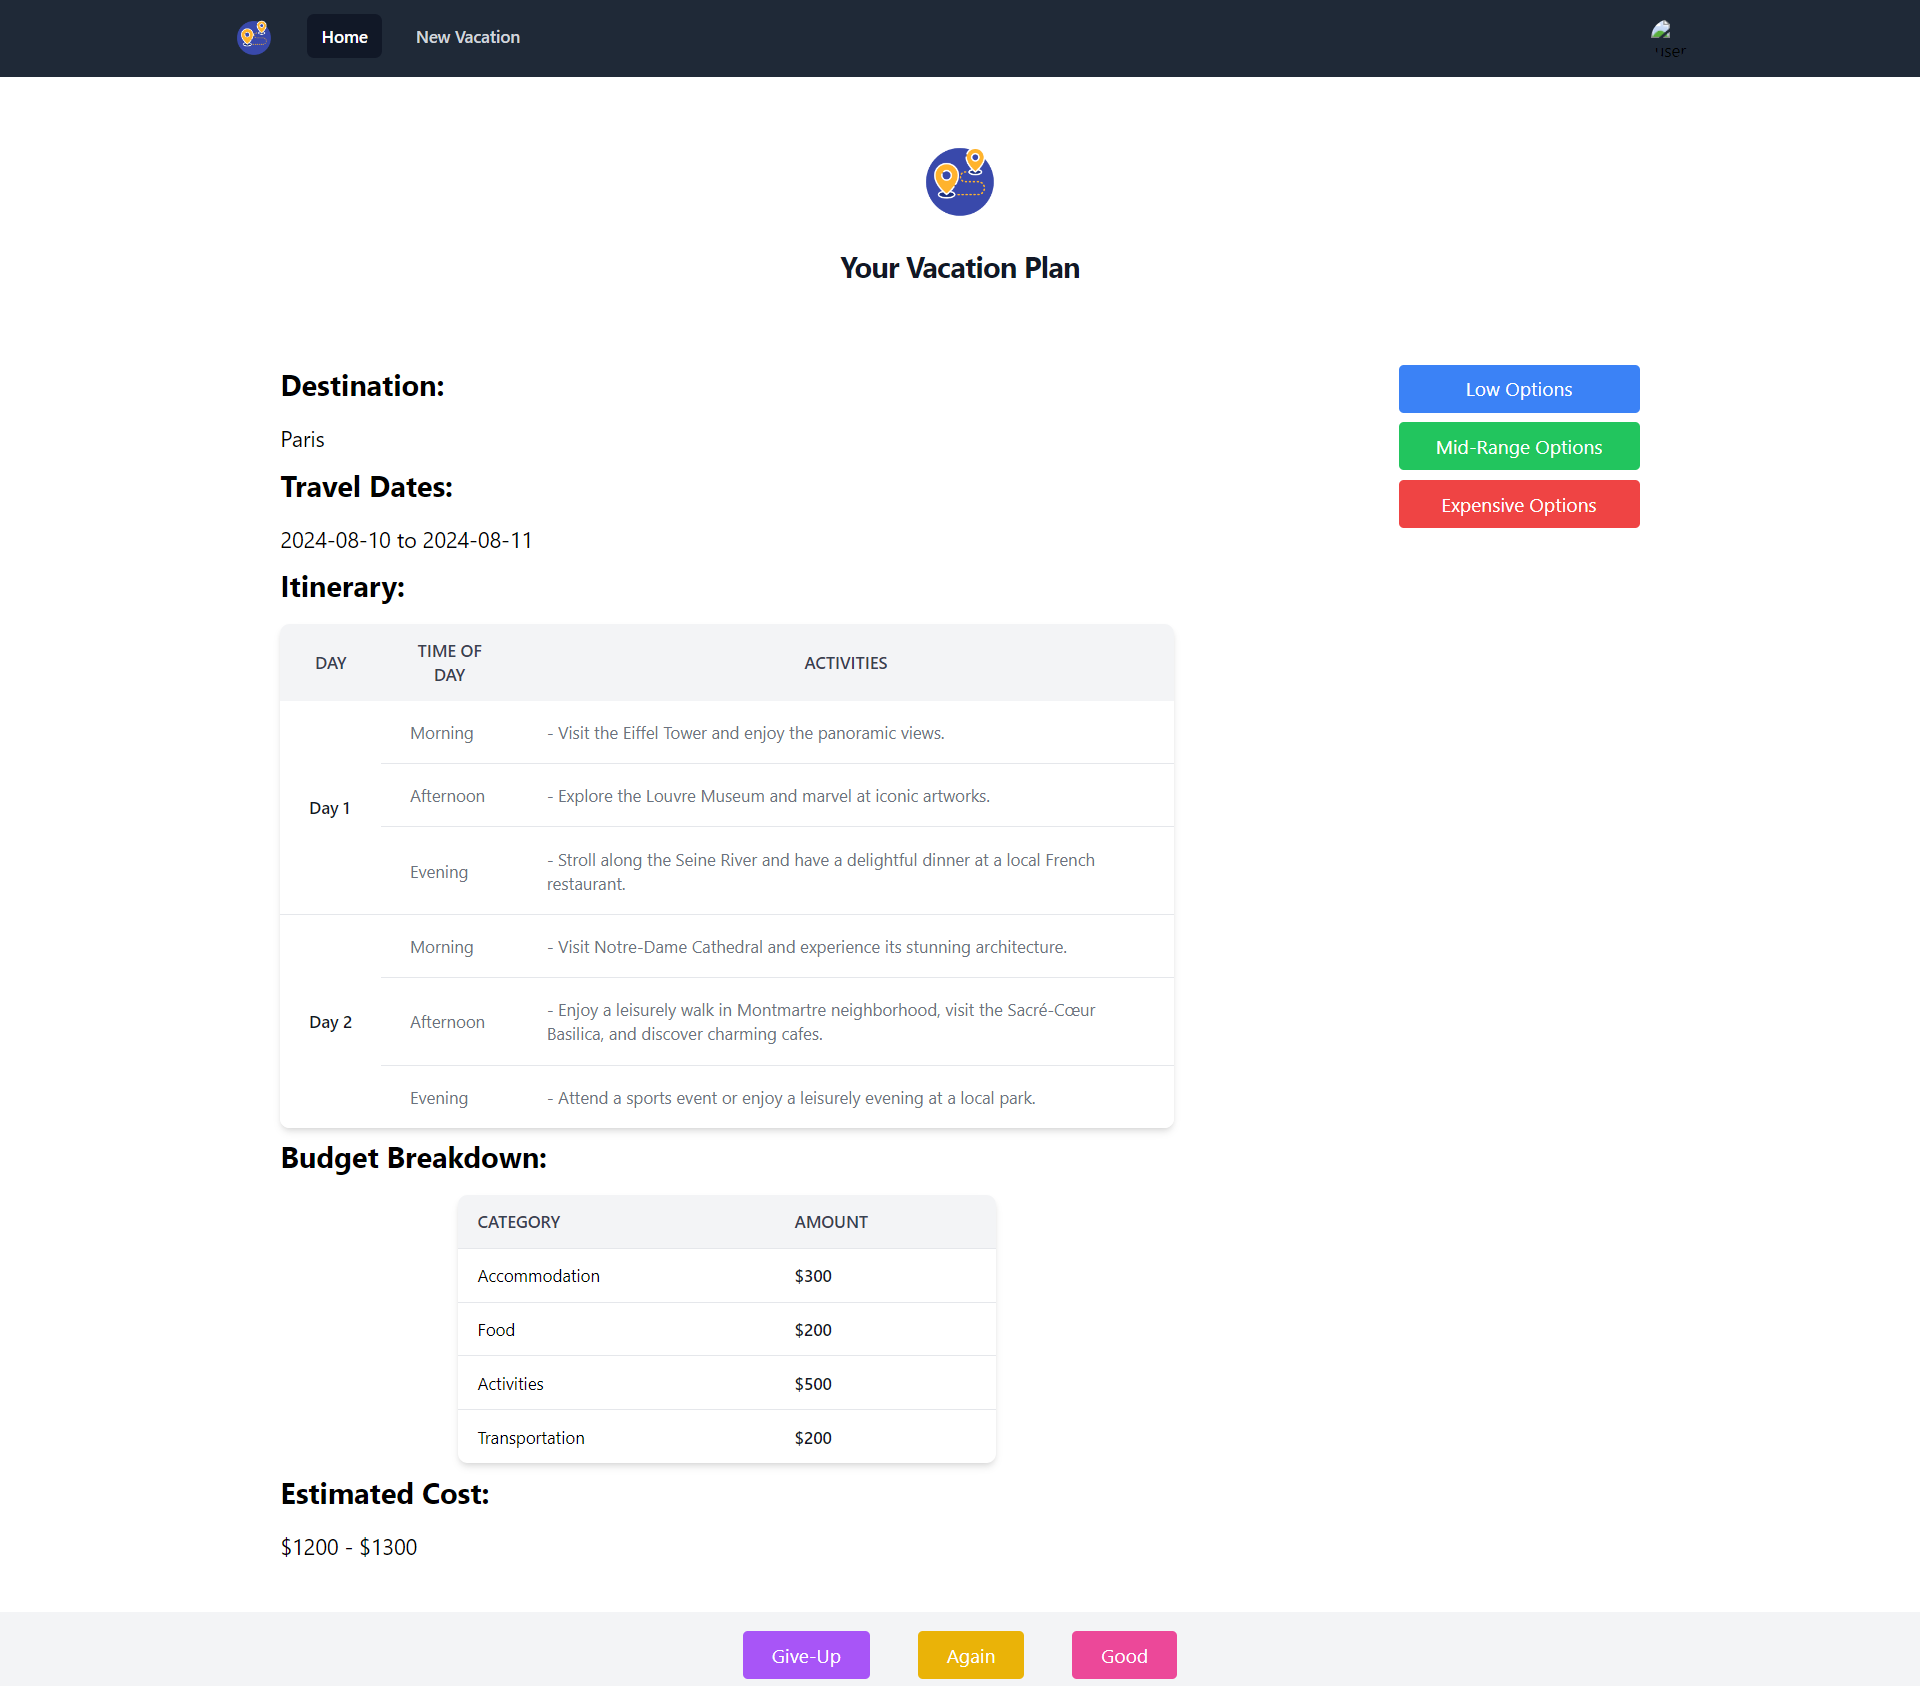 Home
New Vacation
user
Your Vacation Plan
Destination:
Paris
Travel Dates:
2024-08-10 to 2024-08-11
Itinerary:
Low Options
Mid-Range Options
Expensive Options
DAY
TIME OF
DAY
ACTIVITIES
Day 1
Morning
- Visit the Eiffel Tower and enjoy the panoramic views.
Afternoon
- Explore the Louvre Museum and marvel at iconic artworks.
Evening
- Stroll along the Seine River and have a delightful dinner at a local French
restaurant.
Day 2
Morning
- Visit Notre-Dame Cathedral and experience its stunning architecture.
Afternoon
- Enjoy a leisurely walk in Montmartre neighborhood, visit the Sacré-Cœur
Basilica, and discover charming cafes.
Evening
- Attend a sports event or enjoy a leisurely evening at a local park.
Budget Breakdown:
CATEGORY
AMOUNT
Accommodation
$300
Food
$200
Activities
$500
Transportation
$200
Estimated Cost:
$1200 - $1300
Give-Up
Again
Good